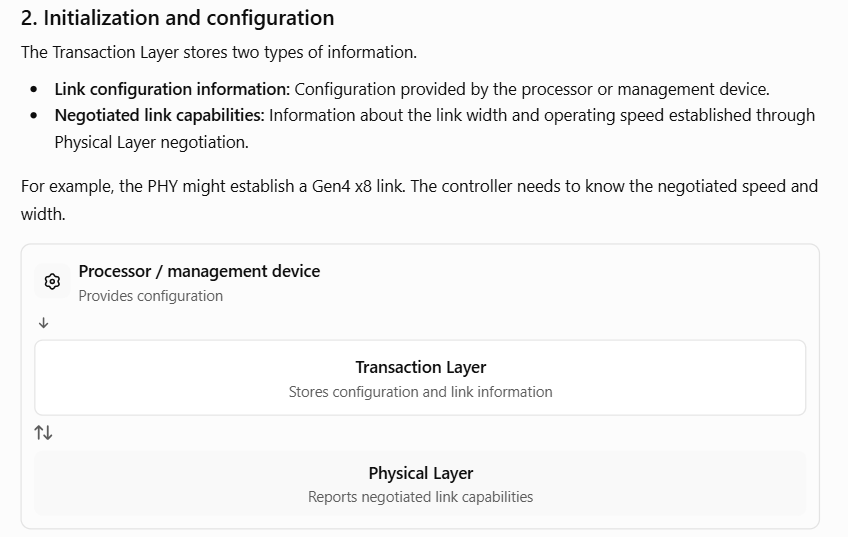 2. Initialization and configuration
The Transaction Layer stores two types of information.
• Link configuration information: Configuration provided by the processor or management device.
• Negotiated link capabilities: Information about the link width and operating speed established through
Physical Layer negotiation.
For example, the PHY might establish a Gen4 x8 link. The controller needs to know the negotiated speed and
width.
Processor / management device
Provides configuration
↓
Transaction Layer
Stores configuration and link information
↑↓
Physical Layer
Reports negotiated link capabilities